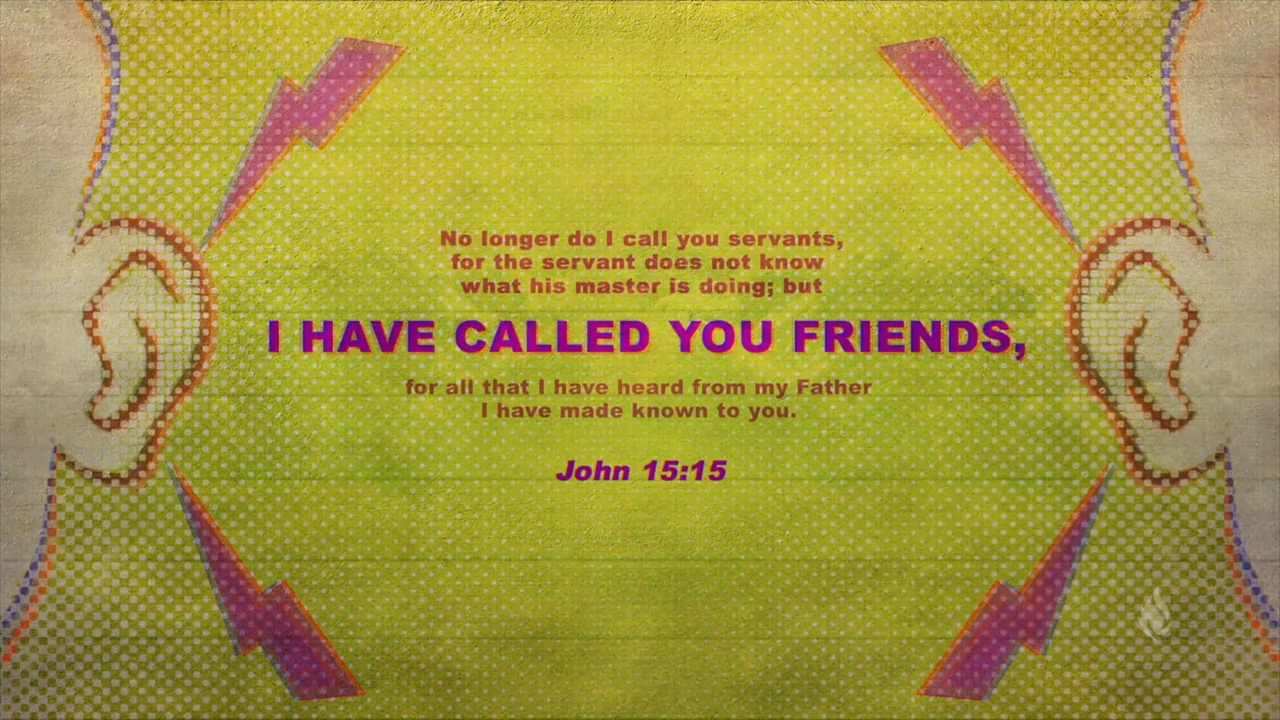 No longer do I call you servants,
for the servant does not know
what his master is doing; but
I HAVE CALLED YOU FRIENDS,
for all that I have heard from my Father
I have made known to you.
John 15:15